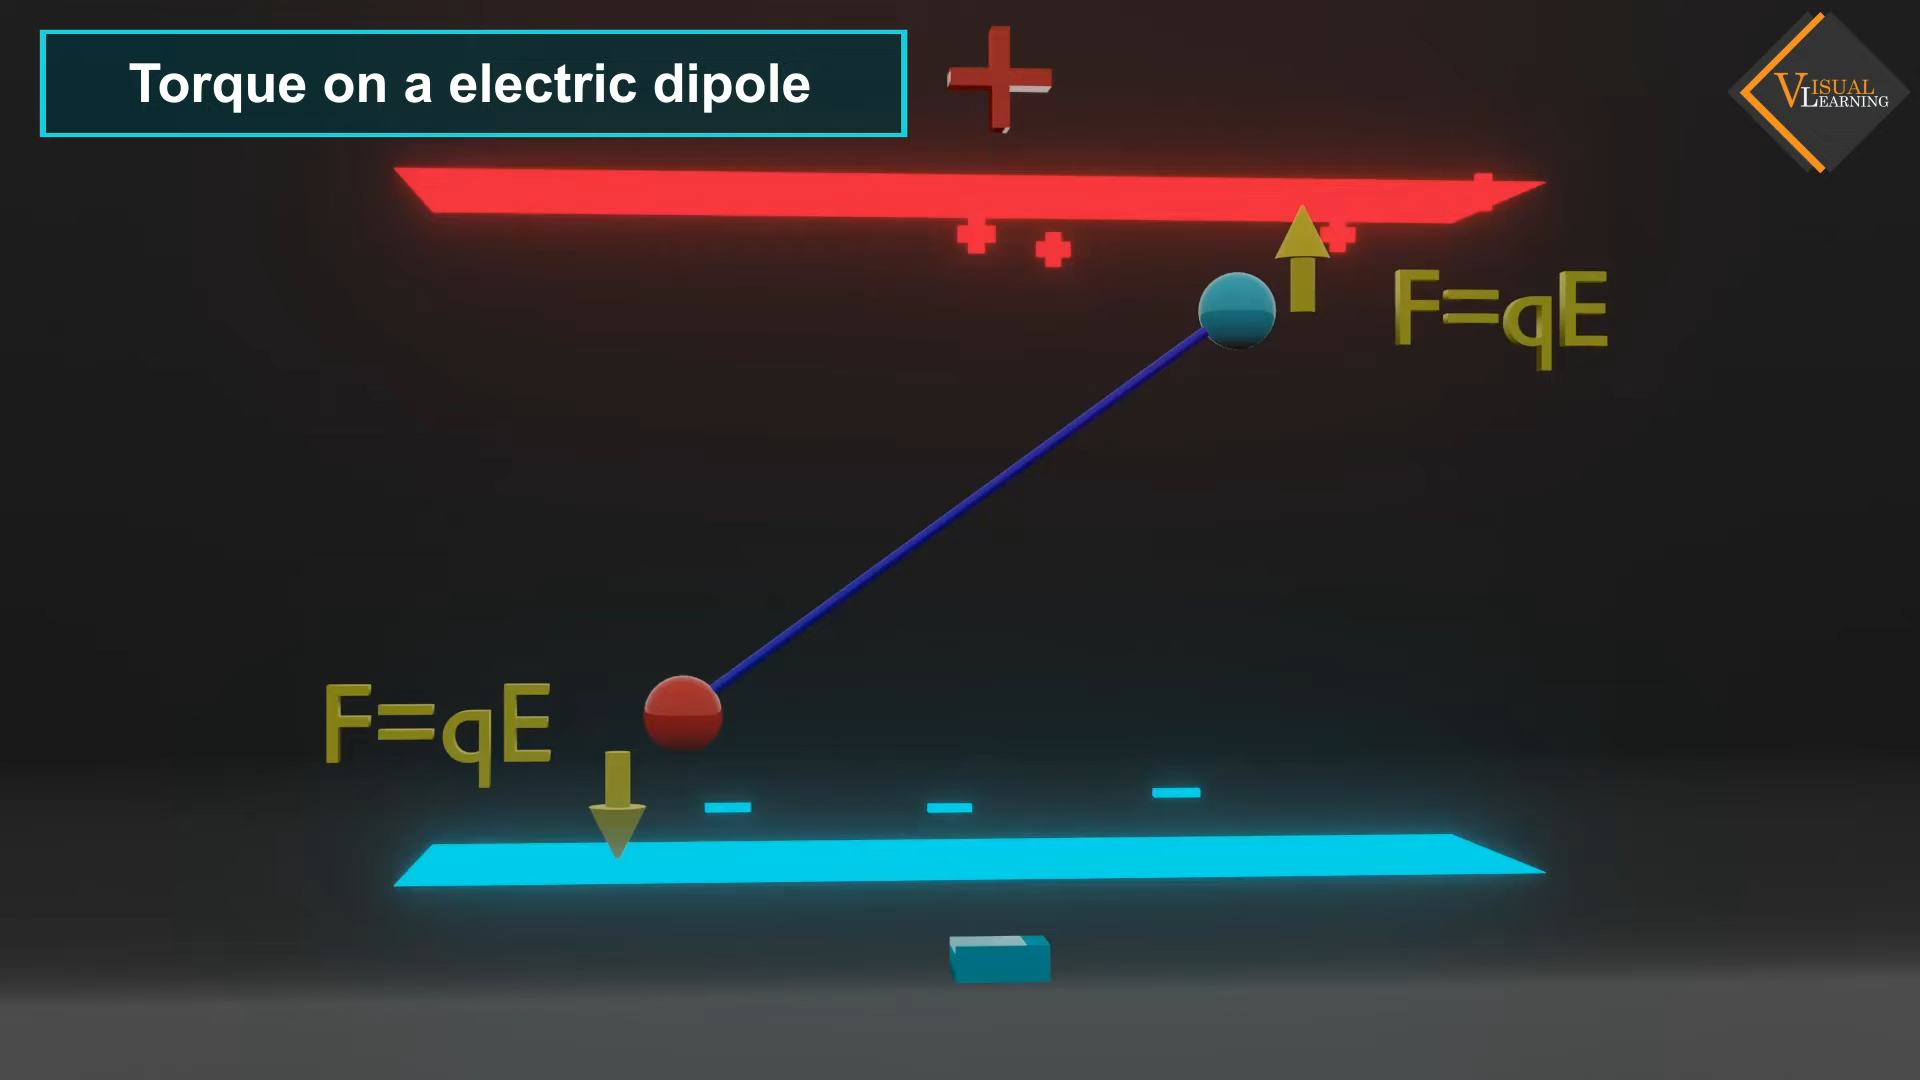 Torque on a electric dipole
VISUAL
LEARNING
+
F=qE
F=qE
-